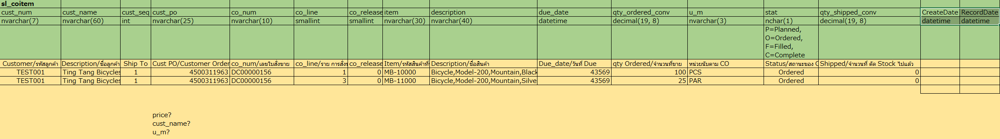 sl_coitem
cust_num cust_name cust_seq cust_po co_num co_line co_release item description due_date qty_ordered_conv u_m stat qty_shipped_conv CreateDate RecordDate
nvarchar(7) nvarchar(60) int nvarchar(25) nvarchar(10) smallint smallint nvarchar(30) nvarchar(40) datetime decimal(19, 8) nvarchar(3) nchar(1) decimal(19, 8) datetime datetime
P=Planned,
O=Ordered,
F=Filled,
C=Complete
Customer/รหัสลูกค้า Description/ชื่อลูกค้า Ship To Cust PO/Customer Order co_num/เลขใบสั่งขาย co_line/ราย การสั่งข co_release Item/รหัสสินค้าที่ Description/ชื่อสินค้า Due_date/วันที่ Due qty Ordered/จำนวนที่ขาย หน่วยนับตาม CO Status/สถานะของ C Shipped/จำนวนที่ ตัด Stock ไปแล้ว
TEST001 Ting Tang Bicycles 1 4500311963 DC00000156 1 0 MB-10000 Bicycle,Model-200,Mountain,Black 43569 100 PCS Ordered 0
TEST001 Ting Tang Bicycles 1 4500311963 DC00000156 3 0 MB-11000 Bicycle,Model-200,Mountain,Silve 43569 25 PAR Ordered 0
price?
cust_name?
u_m?